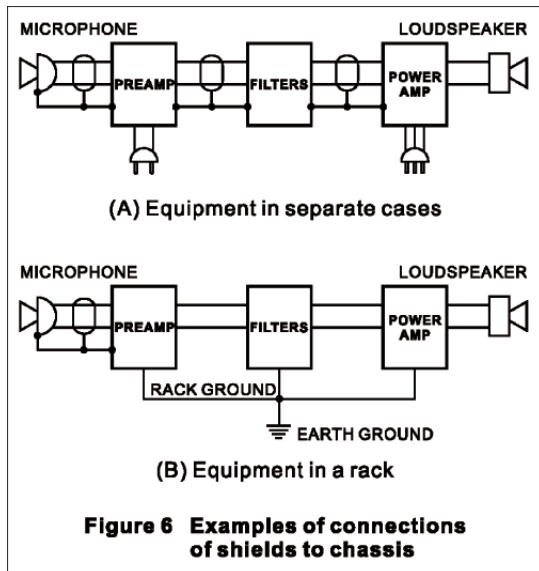 MICROPHONE LOUDSPEAKER
PREAMP FILTERS POWER AMP
(A) Equipment in separate cases
MICROPHONE LOUDSPEAKER
PREAMP FILTERS POWER AMP
RACK GROUND
EARTH GROUND
(B) Equipment in a rack
Figure 6 Examples of connections
of shields to chassis